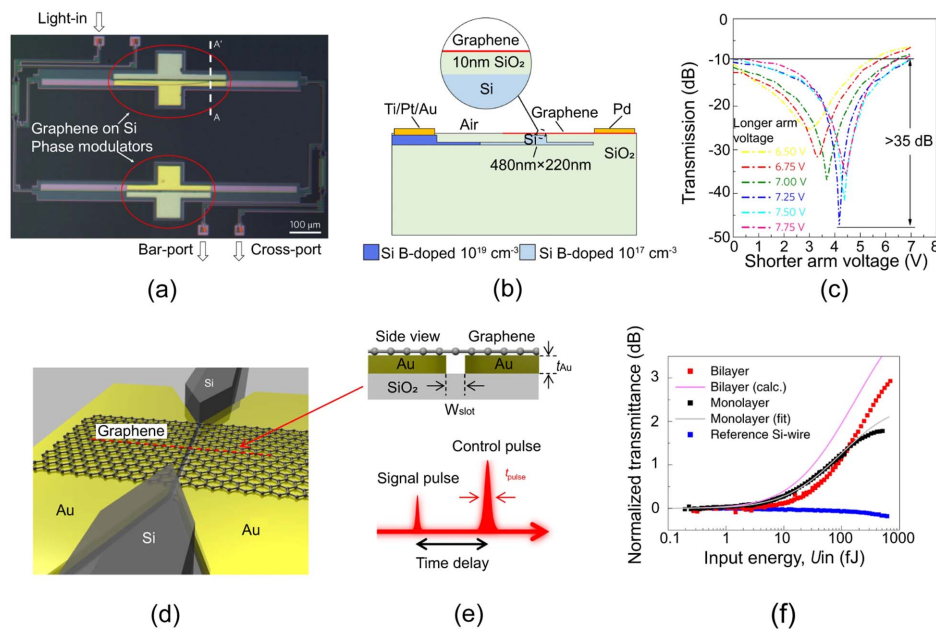 Light-in
A'
A
Graphene on Si
Phase modulators
100 μm
Bar-port
Cross-port
(a)
Graphene
10nm SiO₂
Si
Ti/Pt/Au
Air
Graphene
Pd
Si
SiO₂
480nm×220nm
Si B-doped 10¹⁹ cm⁻³
Si B-doped 10¹⁷ cm⁻³
(b)
Transmission (dB)
0
-10
-20
-30
-40
-50
Longer arm
voltage
6.50 V
6.75 V
7.00 V
7.25 V
7.50 V
7.75 V
>35 dB
0 1 2 3 4 5 6 7 8
Shorter arm voltage (V)
(c)
Si
Graphene
Au
Si
Au
(d)
Side view
Graphene
Au
Au
tAu
SiO₂
Wslot
Control pulse
Signal pulse
tpulse
Time delay
(e)
Normalized transmittance (dB)
3
2
1
0
Bilayer
Bilayer (calc.)
Monolayer
Monolayer (fit)
Reference Si-wire
0.1 0 1 10 100 1000
Input energy, Uin (fJ)
(f)